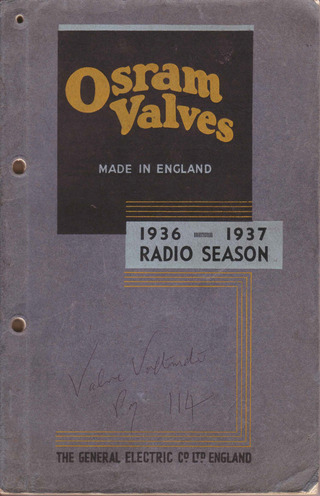 Osram
Valves
MADE IN ENGLAND
1936 — 1937
RADIO SEASON
Valve
Pg 114
THE GENERAL ELECTRIC Co LTD ENGLAND